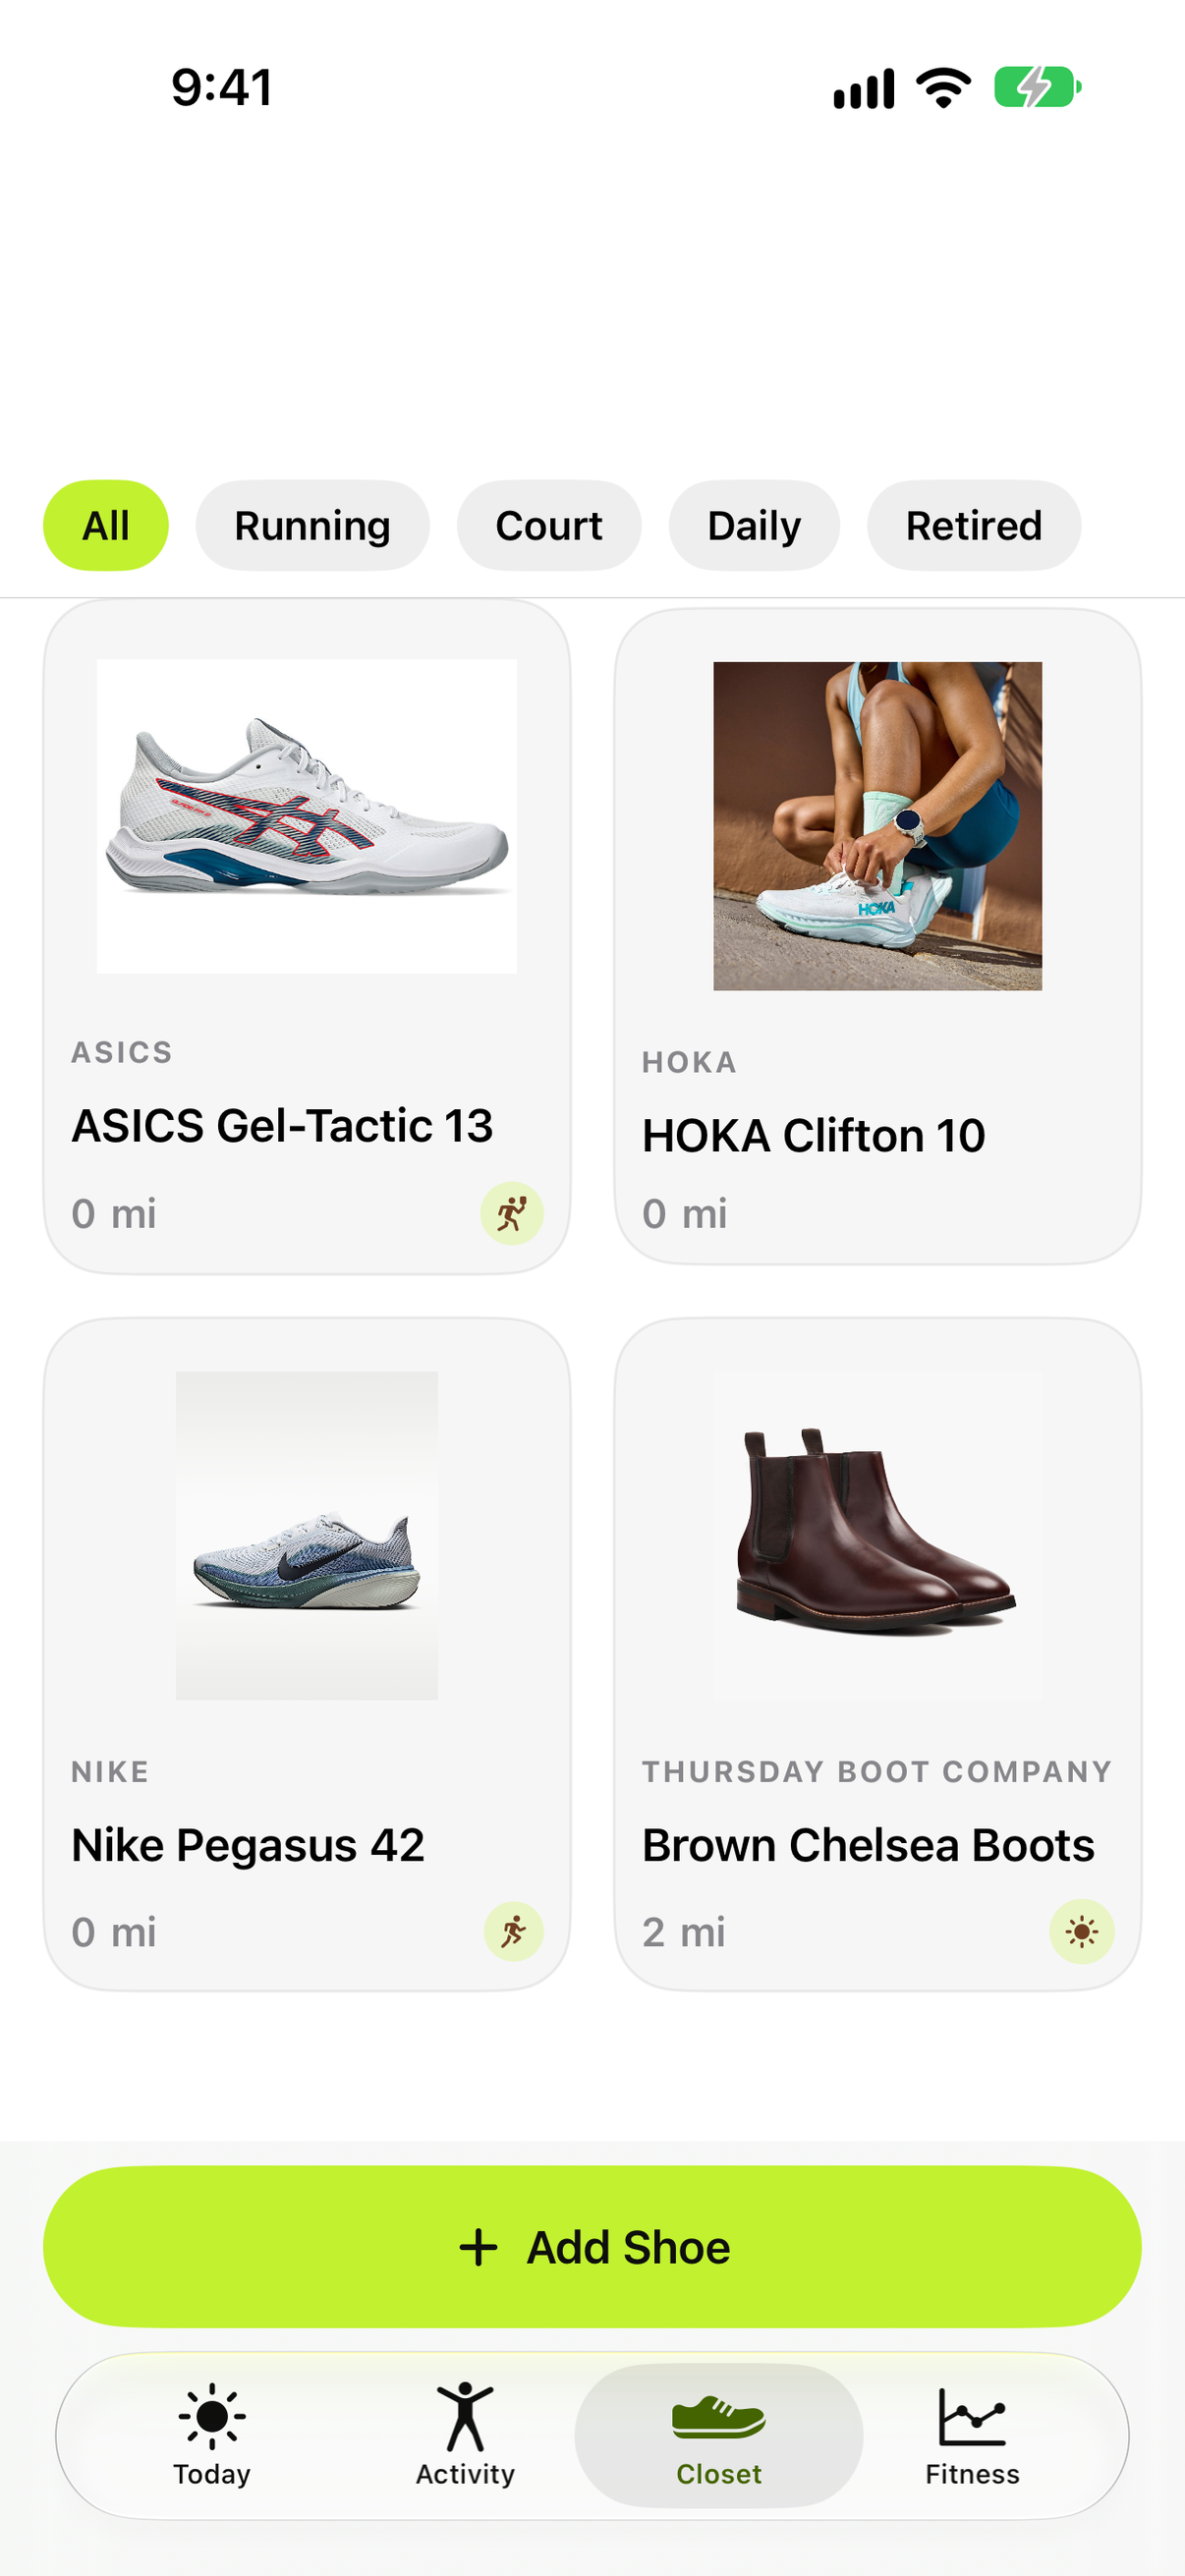 9:41
All Running Court Daily Retired
HOKA
ASICS HOKA
ASICS Gel-Tactic 13 HOKA Clifton 10
0 mi 0 mi
NIKE THURSDAY BOOT COMPANY
Nike Pegasus 42 Brown Chelsea Boots
0 mi 2 mi
+ Add Shoe
Today Activity Closet Fitness